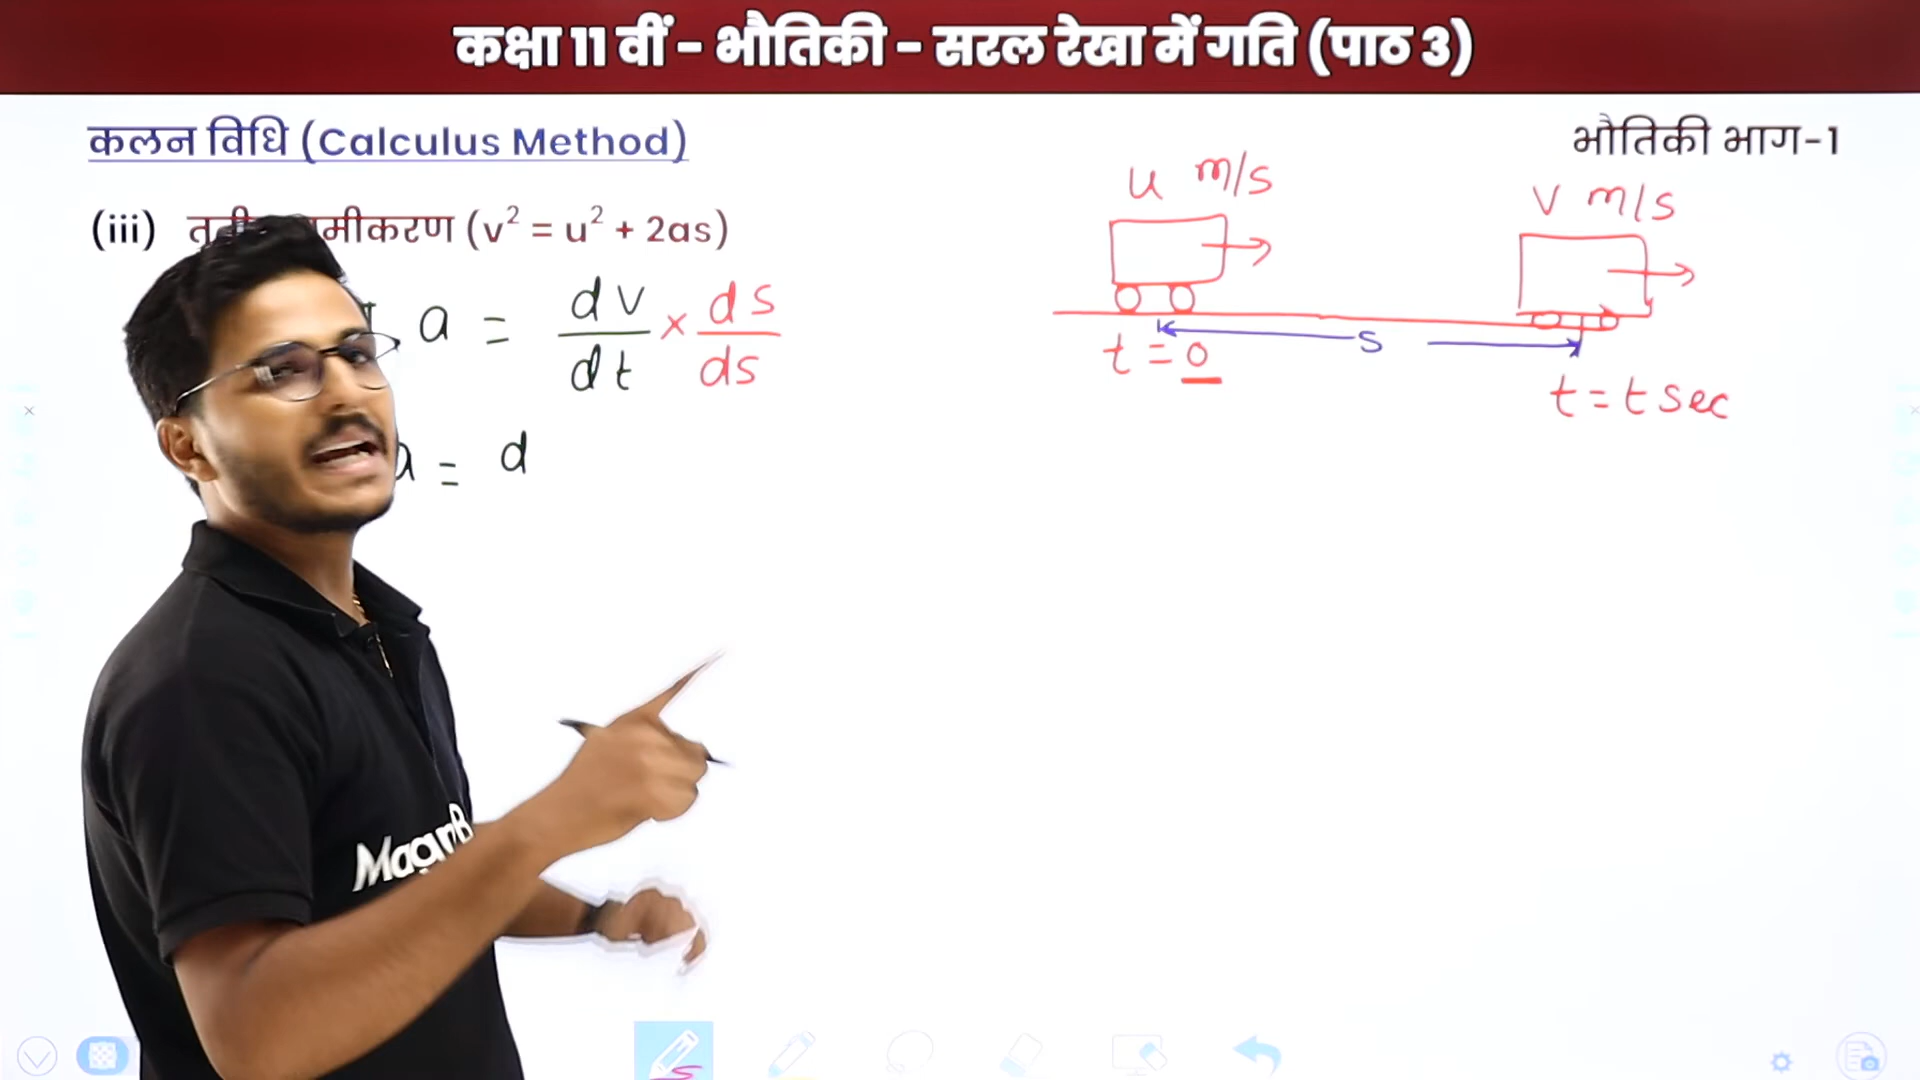 कक्षा 11 वीं - भौतिकी - सरल रेखा में गति (पाठ 3)
कलन विधि (Calculus Method)
भौतिकी भाग-1
(iii) समीकरण (v² = u² + 2as)
a = dv/dt × ds/ds
a = d
u m/s
v m/s
s
t = 0
t = t sec